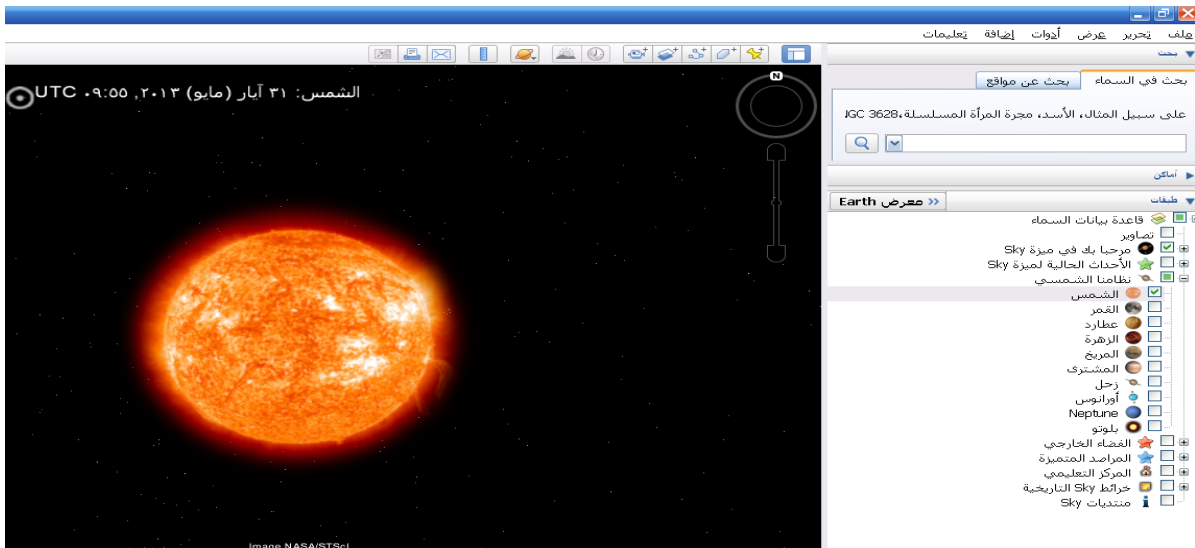 ملف تحرير عرض أدوات إضافة تعليمات
بحث
بحث في السماء بحث عن مواقع
على سبيل المثال، الأسد، مجرة المرأة المسلسلة،NGC 3628
أماكن
طبقات
معرض Earth >>
قاعدة بيانات السماء
تصاوير
مرحبا بك في ميزة Sky
الأحداث الحالية لميزة Sky
نظامنا الشمسي
الشمس
القمر
عطارد
الزهرة
المريخ
المشترى
زحل
أورانوس
Neptune
بلوتو
الفضاء الخارجي
المراصد المتميزة
المركز التعليمي
خرائط Sky التاريخية
منتديات Sky
الشمس: ٣١ آيار (مايو) ٢٠١٣, ٠٩:٥٥ UTC
N
Image NASA/STScI